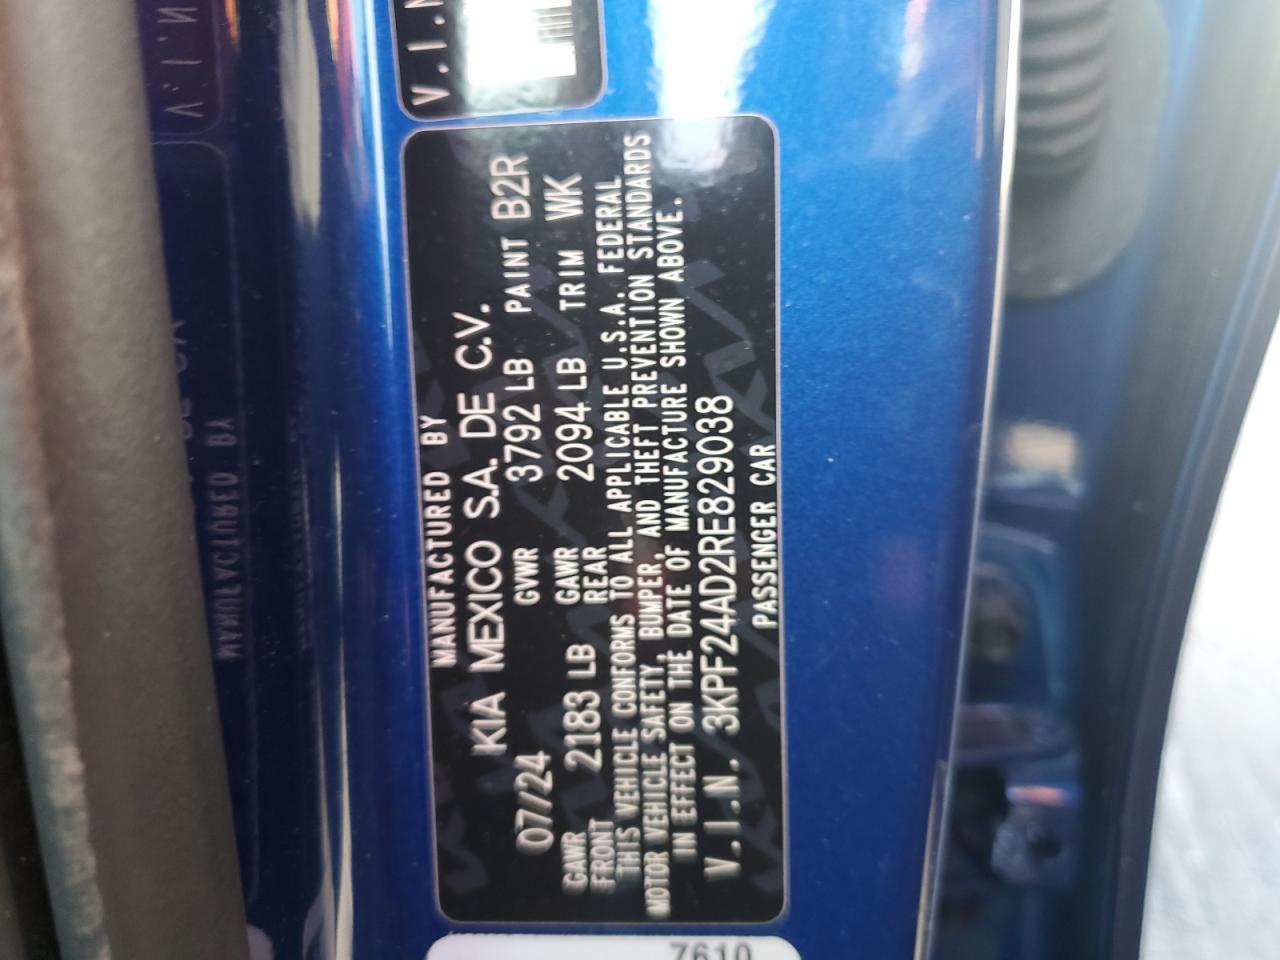 V.I.N
MANUFACTURED BY
KIA MEXICO S.A. DE C.V.
07/24 GVWR 3792 LB PAINT B2R
GAWR FRONT 2183 LB GAWR REAR 2094 LB TRIM WK
THIS VEHICLE CONFORMS TO ALL APPLICABLE U.S.A. FEDERAL
MOTOR VEHICLE SAFETY, BUMPER, AND THEFT PREVENTION STANDARDS
IN EFFECT ON THE DATE OF MANUFACTURE SHOWN ABOVE.
V.I.N. 3KPF24AD2RE829038
PASSENGER CAR
7610